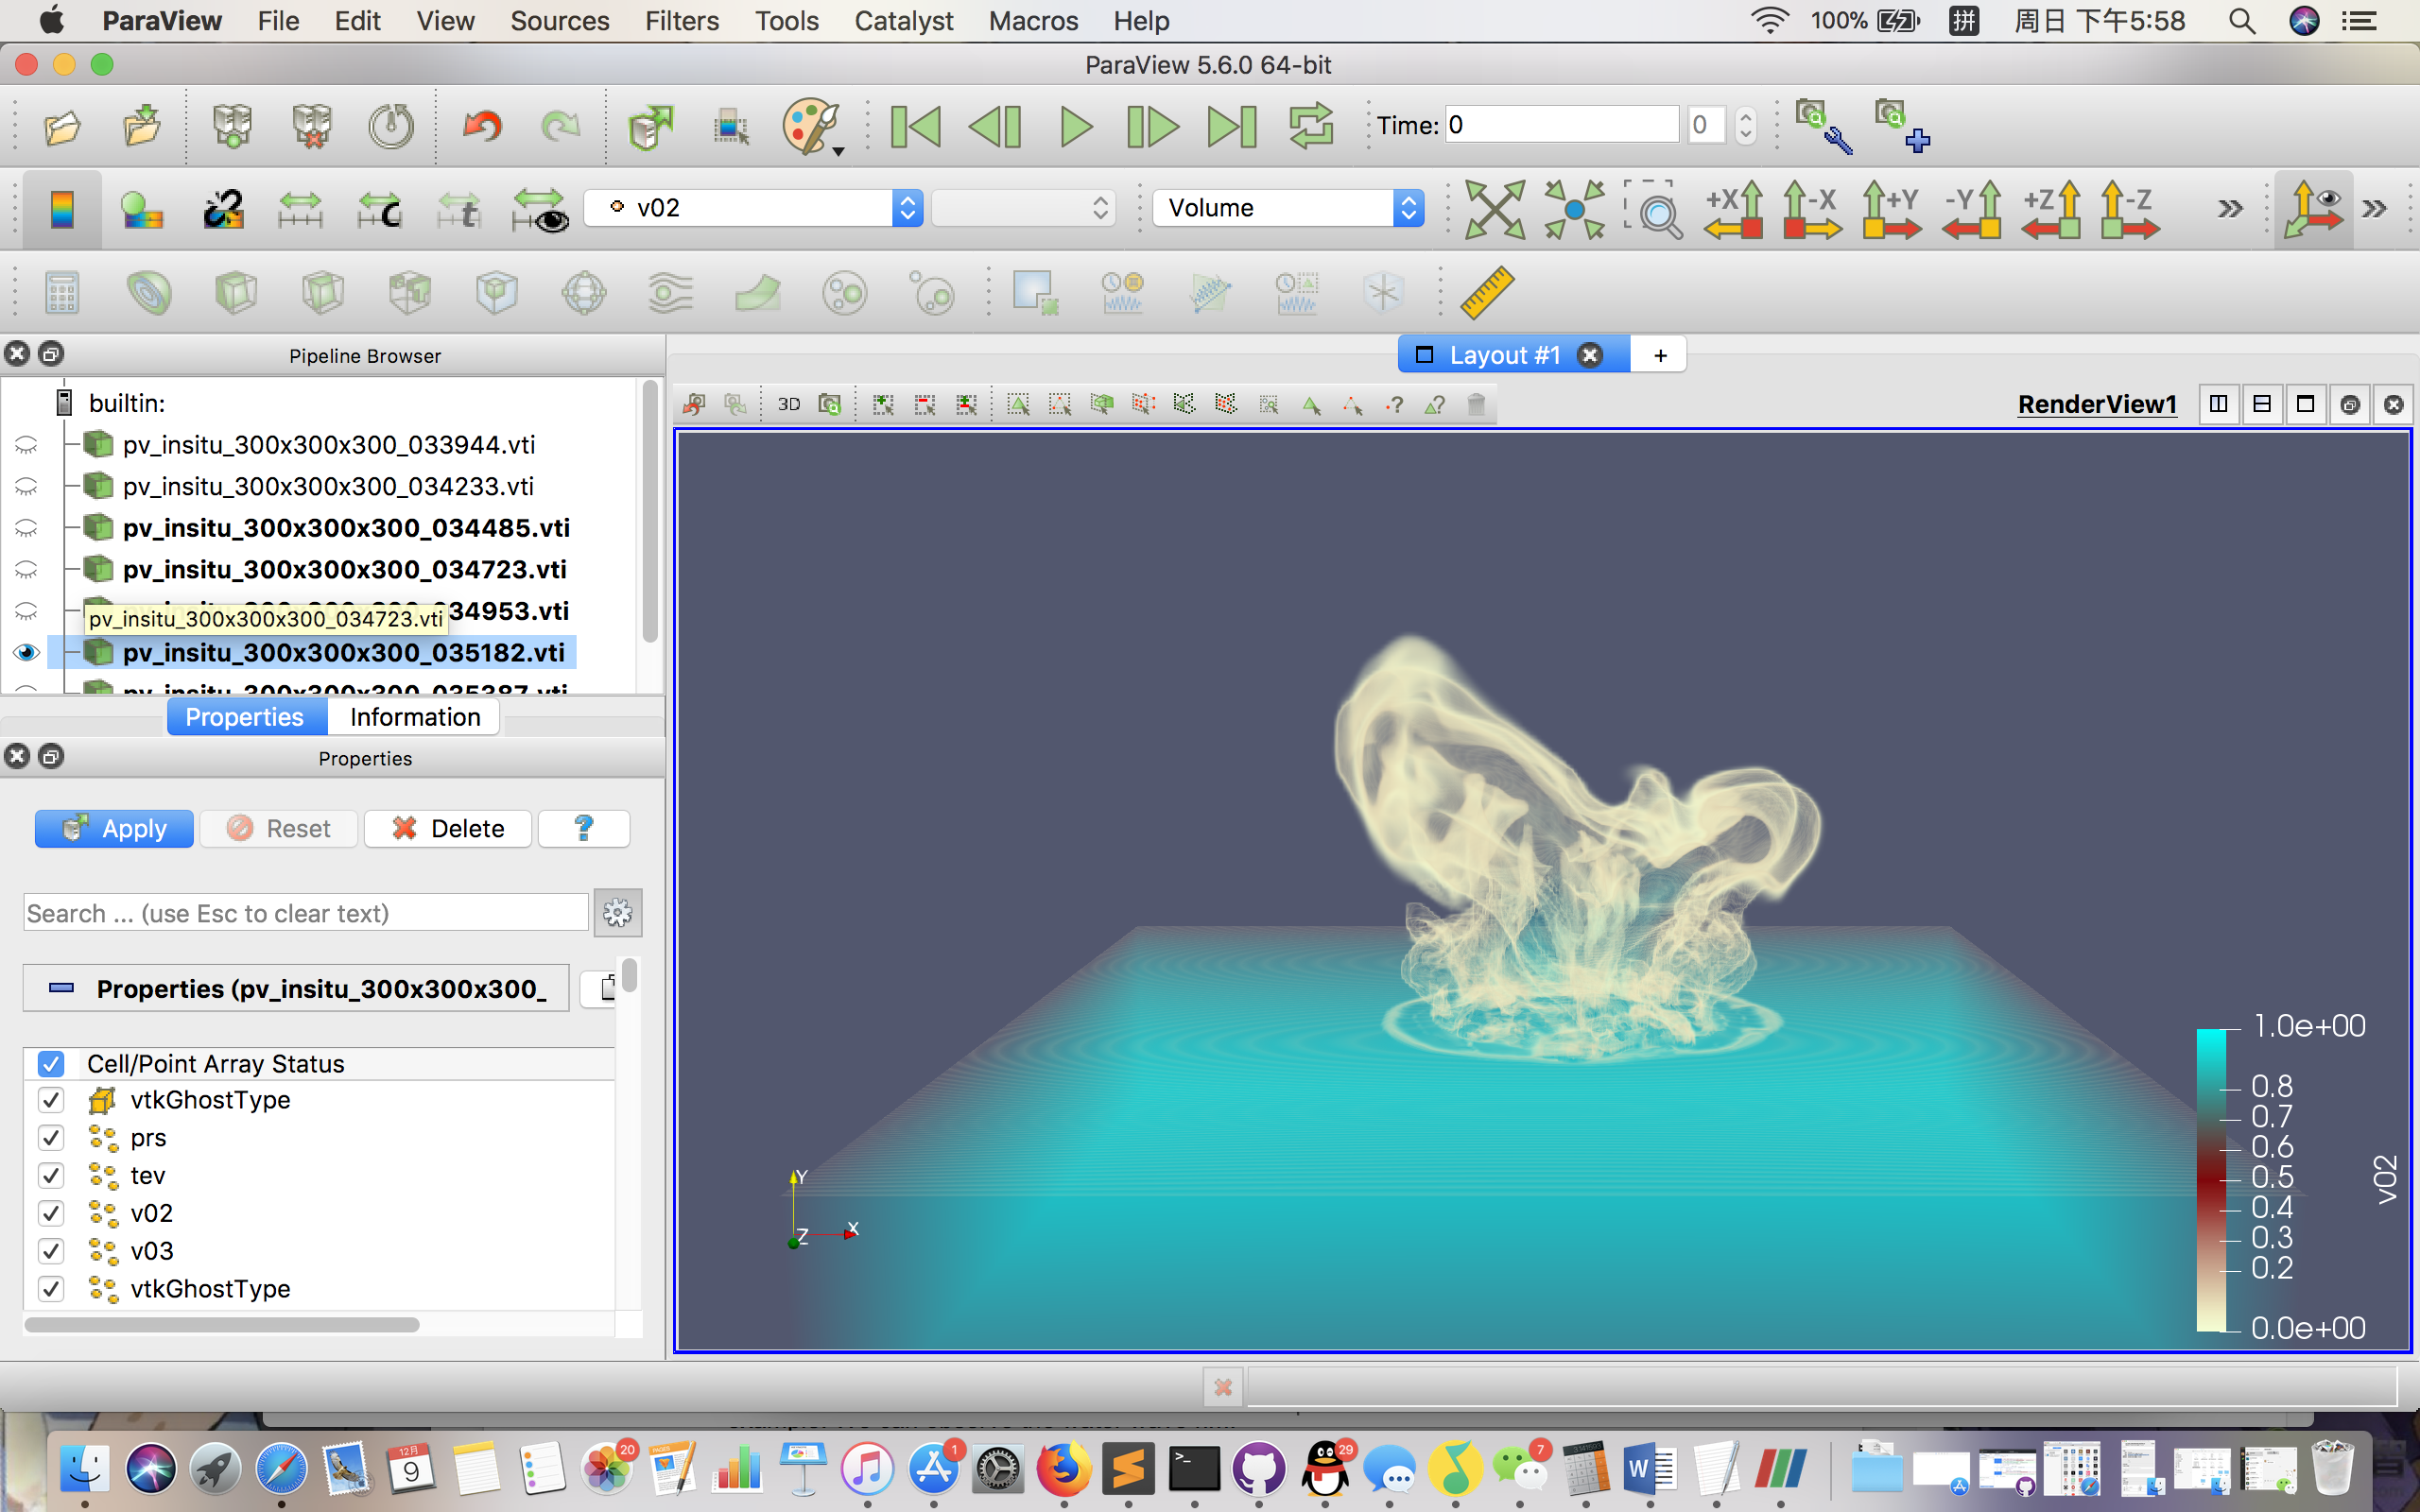 ParaView File Edit View Sources Filters Tools Catalyst Macros Help 100% 拼 周日 下午5:58
ParaView 5.6.0 64-bit
Time: 0 0
v02 Volume +X -X +Y -Y +Z -Z
Pipeline Browser
Layout #1 +
builtin:
3D
RenderView1
pv_insitu_300x300x300_033944.vti
pv_insitu_300x300x300_034233.vti
pv_insitu_300x300x300_034485.vti
pv_insitu_300x300x300_034723.vti
34953.vti
pv_insitu_300x300x300_034723.vti
pv_insitu_300x300x300_035182.vti
pv_insitu_300x300x300_035387.vti
Properties Information
Properties
Apply Reset Delete ?
Search ... (use Esc to clear text)
Properties (pv_insitu_300x300x300_
Cell/Point Array Status
vtkGhostType
prs
tev
v02
v03
vtkGhostType
Y
X
Z
1.0e+00
0.8
0.7
0.6
0.5
0.4
0.3
0.2
0.0e+00
v02
12月
9
20
PAGES
1
29
7
W